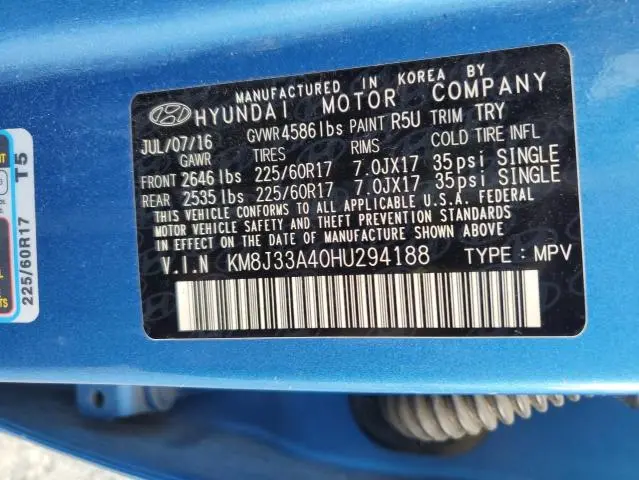 MANUFACTURED IN KOREA BY
HYUNDAI MOTOR COMPANY
JUL/07/16 GVWR 4586 lbs PAINT R5U TRIM TRY
GAWR TIRES RIMS COLD TIRE INFL
FRONT 2646 lbs 225/60R17 7.0JX17 35psi SINGLE
REAR 2535 lbs 225/60R17 7.0JX17 35psi SINGLE
THIS VEHICLE CONFORMS TO ALL APPLICABLE U.S.A. FEDERAL
MOTOR VEHICLE SAFETY AND THEFT PREVENTION STANDARDS
IN EFFECT ON THE DATE OF MANUFACTURE SHOWN ABOVE.
V.I.N KM8J33A40HU294188 TYPE : MPV
225/60R17 T5